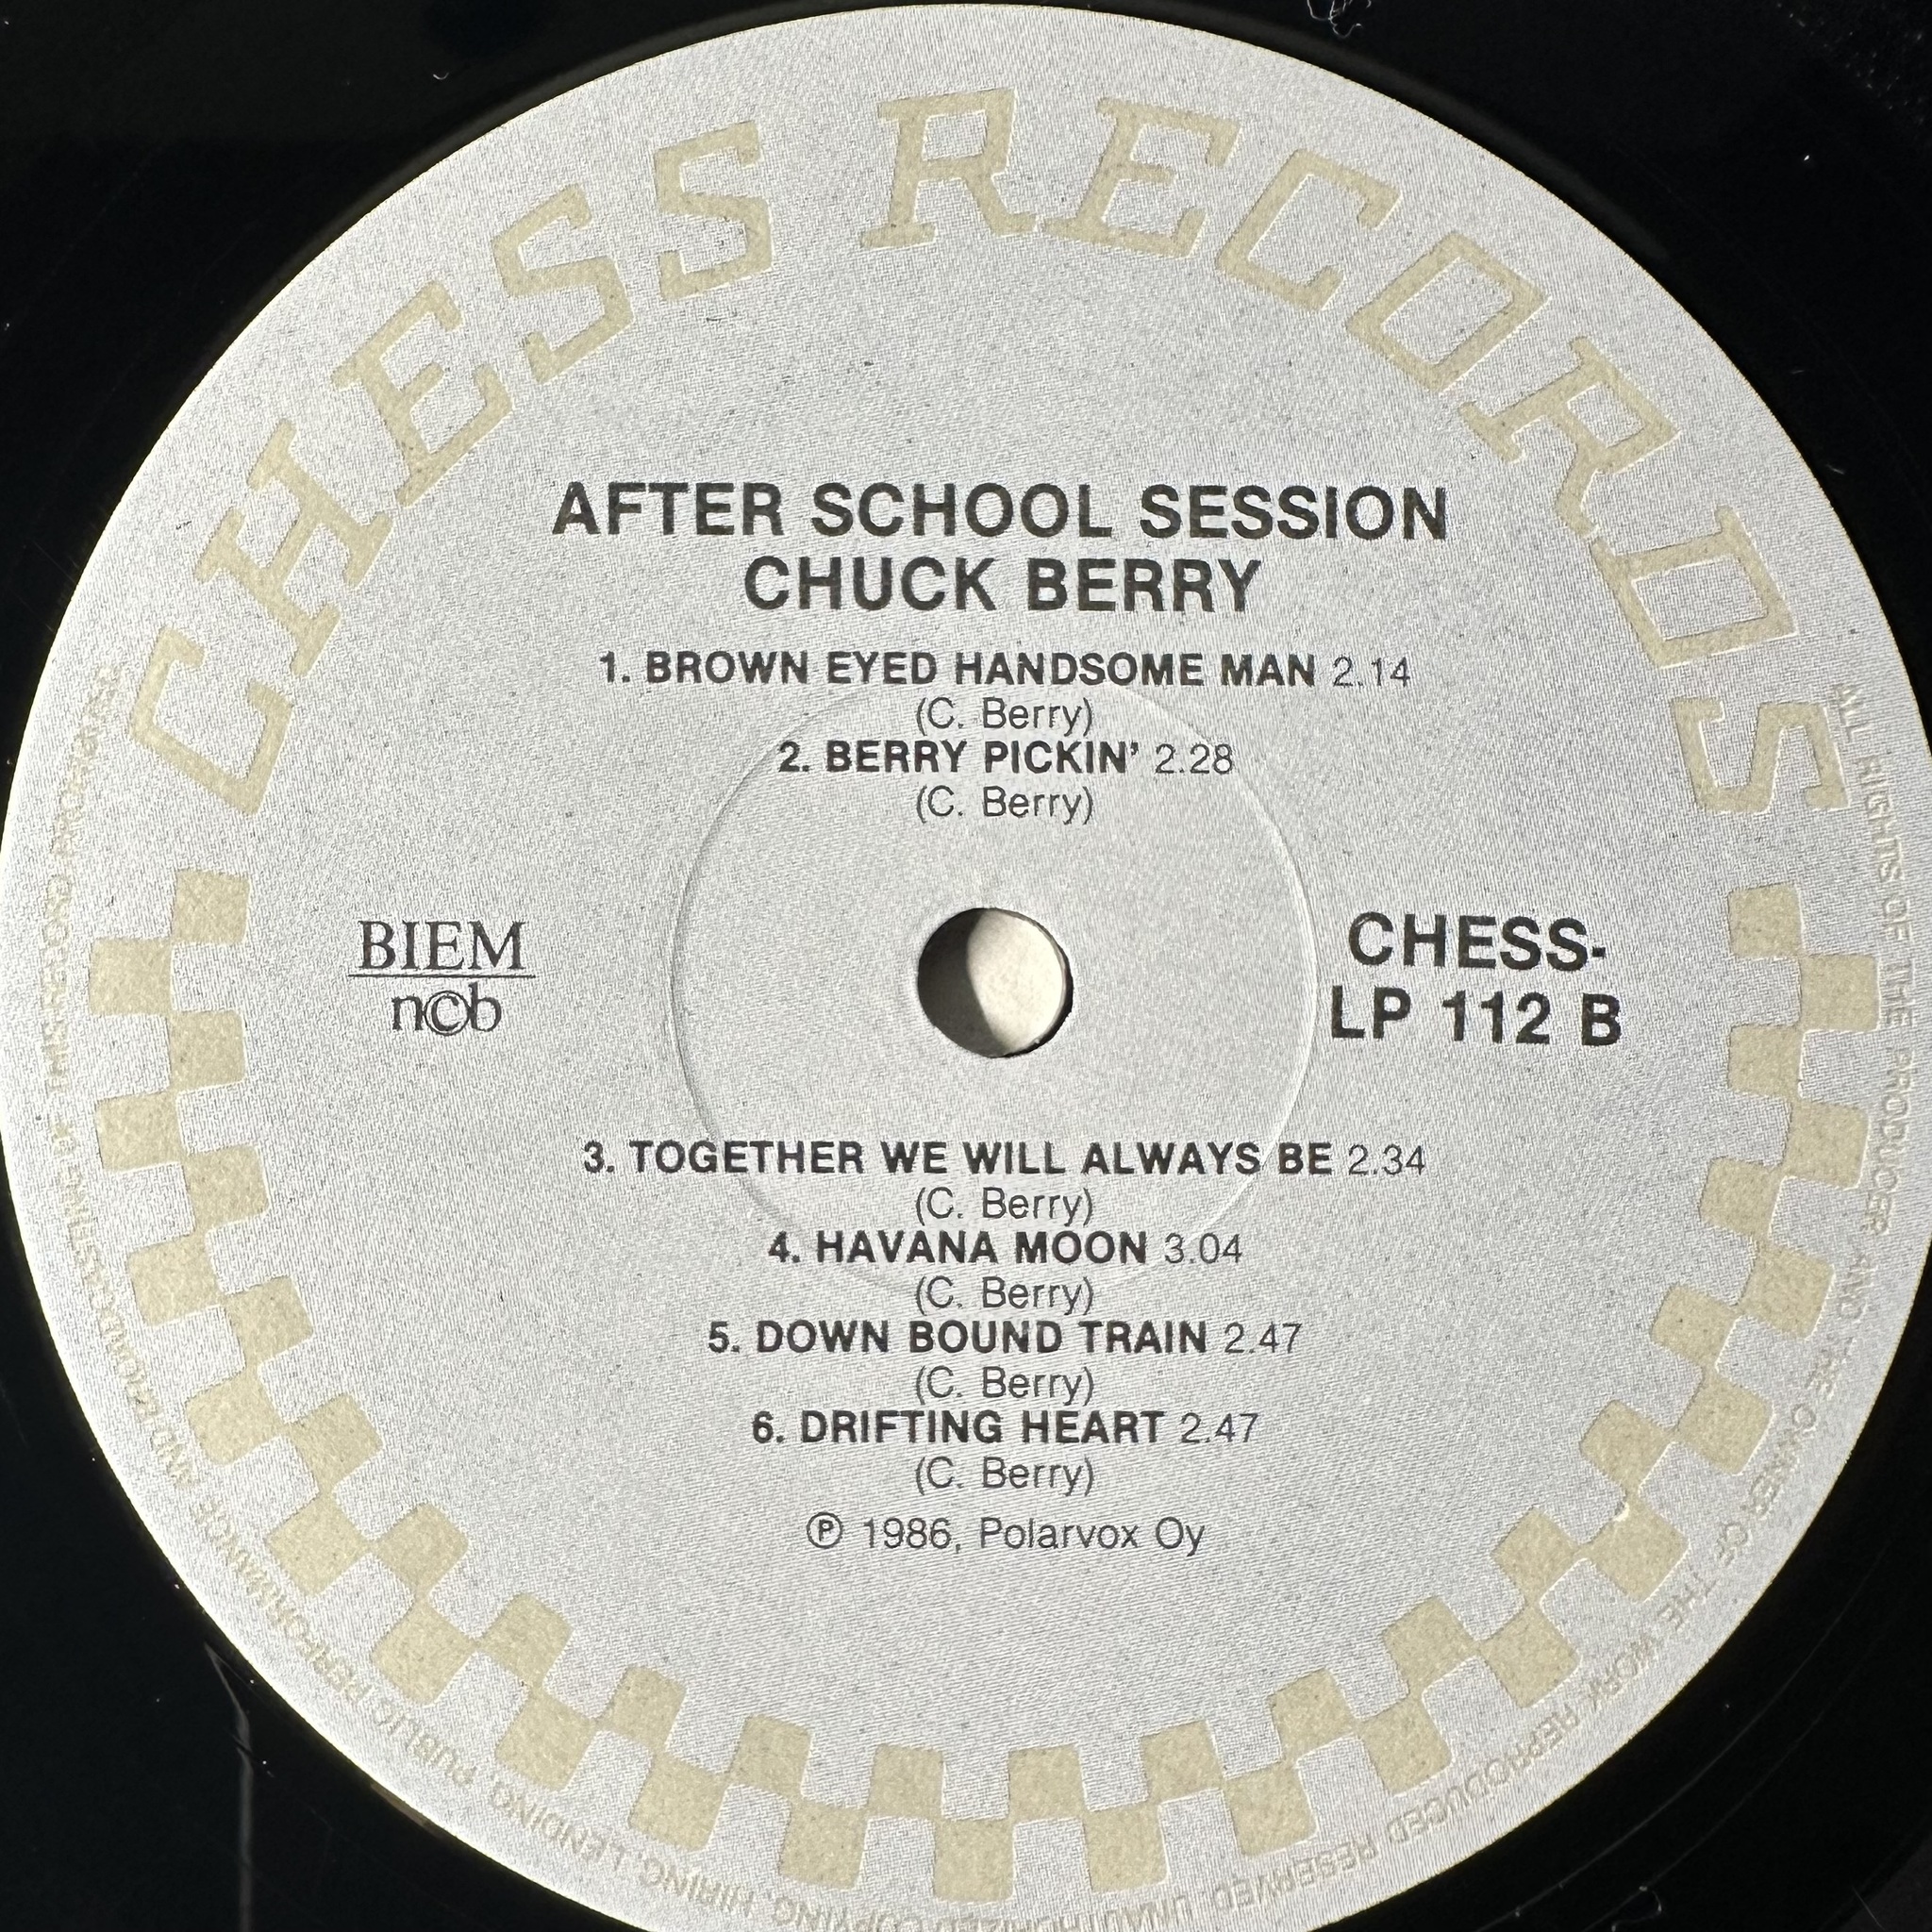 CHESS RECORDS
AFTER SCHOOL SESSION
CHUCK BERRY
1. BROWN EYED HANDSOME MAN 2.14
(C. Berry)
2. BERRY PICKIN' 2.28
(C. Berry)
BIEM
n©b
CHESS-
LP 112 B
3. TOGETHER WE WILL ALWAYS BE 2.34
(C. Berry)
4. HAVANA MOON 3.04
(C. Berry)
5. DOWN BOUND TRAIN 2.47
(C. Berry)
6. DRIFTING HEART 2.47
(C. Berry)
℗ 1986, Polarvox Oy
ALL RIGHTS OF THE PRODUCER AND THE OWNER OF THE WORK REPRODUCED RESERVED. UNAUTHORIZED COPYING, HIRING, LENDING, PUBLIC PERFORMANCE AND BROADCASTING OF THIS RECORD PROHIBITED.